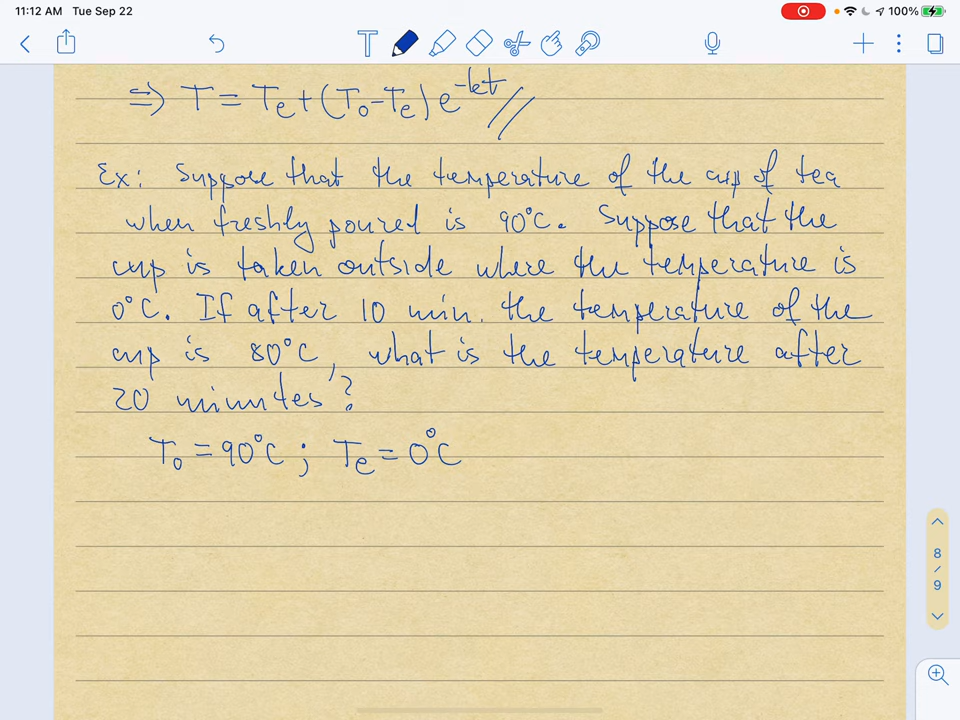 11:12 AM Tue Sep 22
100%
⇒ T = Te + (To - Te) e^-kt //
Ex: Suppose that the temperature of the cup of tea
when freshly poured is 90°C. Suppose that the
cup is taken outside where the temperature is
0°C. If after 10 min. the temperature of the
cup is 80°C, what is the temperature after
20 minutes?
To = 90°C ; Te = 0°C
8
/
9